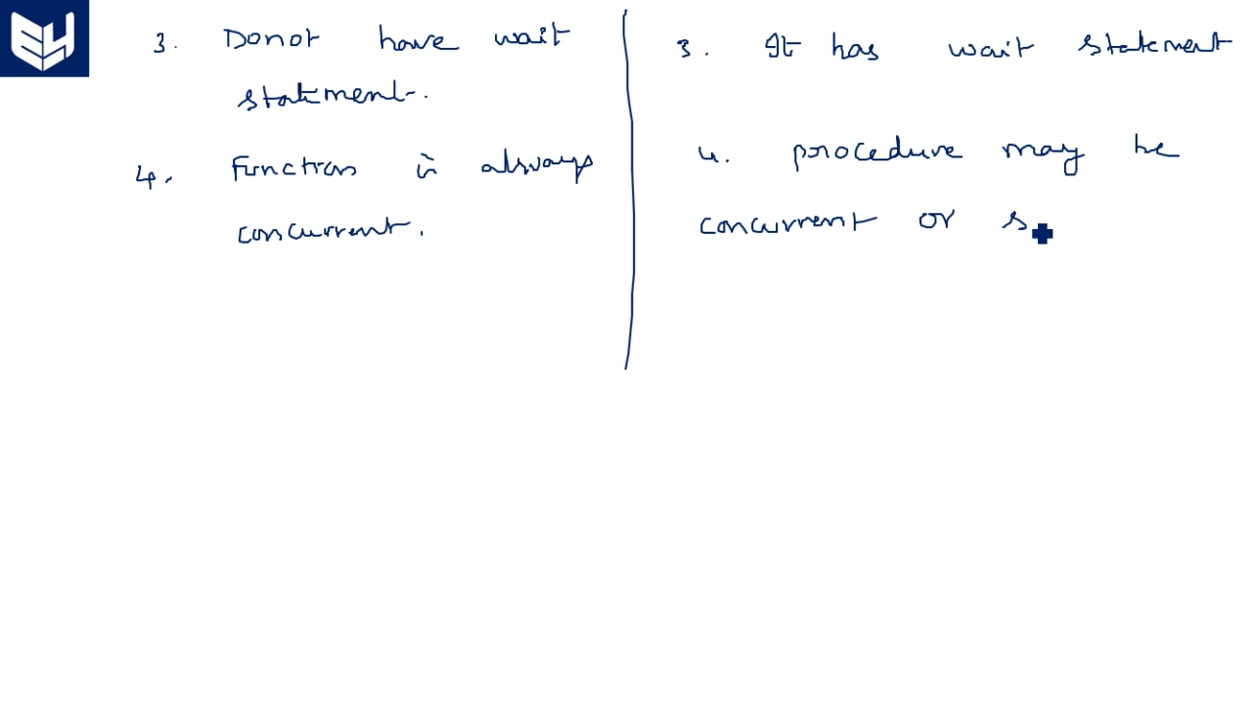 3. Donot have wait
statement.
4. Function is always
concurrent.
3. It has wait statement
4. procedure may be
concurrent or s